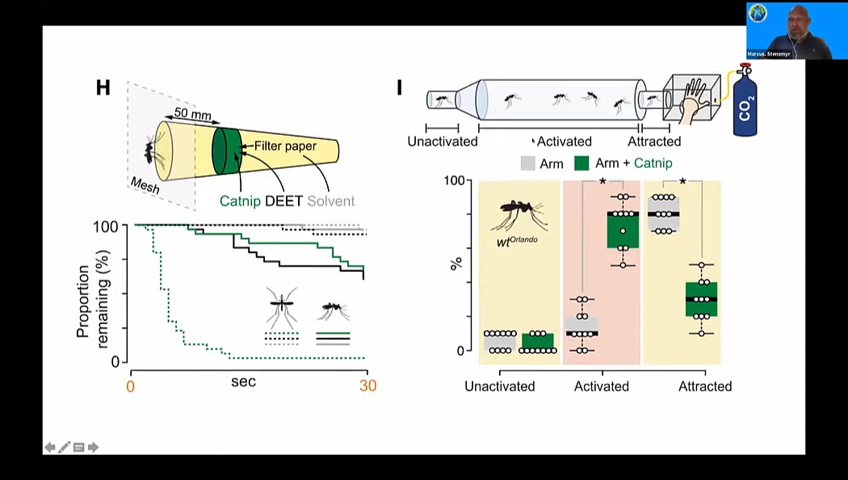 Marcus. Stensmyr
H
50 mm
Filter paper
Mesh
Catnip DEET Solvent
100
Proportion
remaining (%)
0
0
sec
30
I
CO2
Unactivated
Activated
Attracted
Arm
Arm + Catnip
100
*
*
wtOrlando
%
0
Unactivated
Activated
Attracted